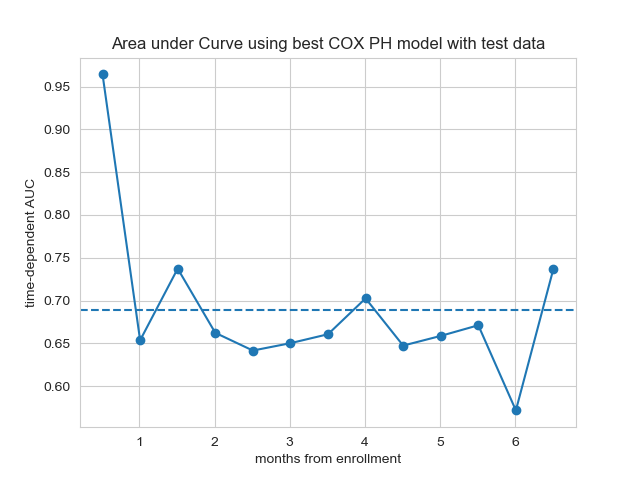 Area under Curve using best COX PH model with test data
time-dependent AUC
0.95
0.90
0.85
0.80
0.75
0.70
0.65
0.60
1 2 3 4 5 6
months from enrollment